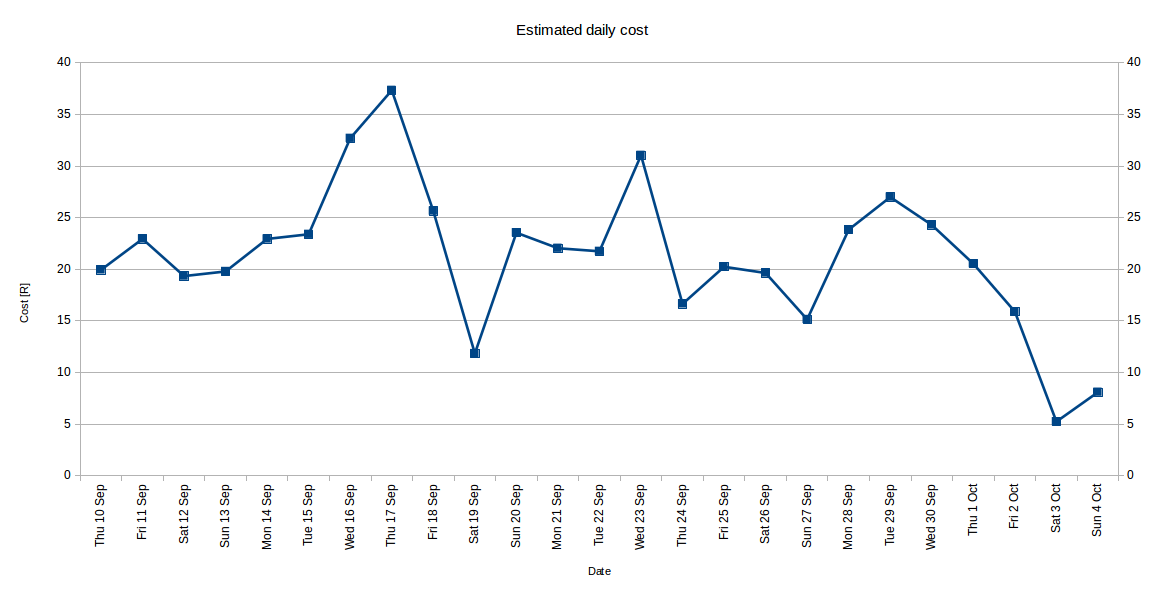 Estimated daily cost
40
35
30
25
20
15
10
5
0
Cost [R]
40
35
30
25
20
15
10
5
0
Thu 10 Sep
Fri 11 Sep
Sat 12 Sep
Sun 13 Sep
Mon 14 Sep
Tue 15 Sep
Wed 16 Sep
Thu 17 Sep
Fri 18 Sep
Sat 19 Sep
Sun 20 Sep
Mon 21 Sep
Tue 22 Sep
Wed 23 Sep
Thu 24 Sep
Fri 25 Sep
Sat 26 Sep
Sun 27 Sep
Mon 28 Sep
Tue 29 Sep
Wed 30 Sep
Thu 1 Oct
Fri 2 Oct
Sat 3 Oct
Sun 4 Oct
Date